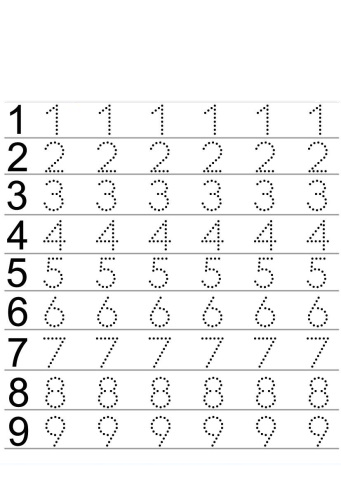 1 1 1 1 1 1 1
2 2 2 2 2 2 2
3 3 3 3 3 3 3
4 4 4 4 4 4 4
5 5 5 5 5 5 5
6 6 6 6 6 6 6
7 7 7 7 7 7 7
8 8 8 8 8 8 8
9 9 9 9 9 9 9